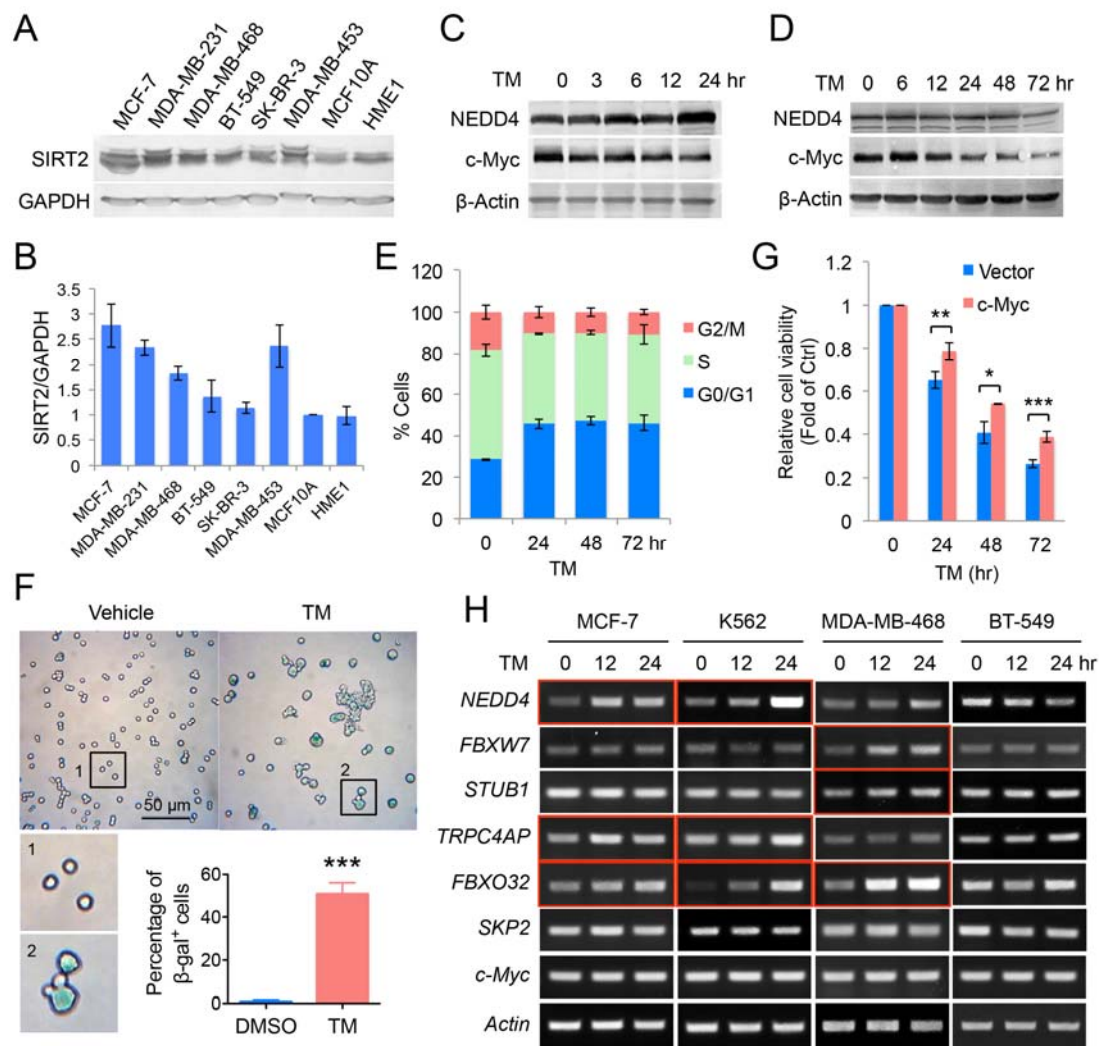 A
MCF-7
MDA-MB-231
MDA-MB-468
BT-549
SK-BR-3
MDA-MB-453
MCF10A
HME1
SIRT2
GAPDH
C
TM 0 3 6 12 24 hr
NEDD4
c-Myc
β-Actin
D
TM 0 6 12 24 48 72 hr
NEDD4
c-Myc
β-Actin
B
SIRT2/GAPDH
3.5
3
2.5
2
1.5
1
0.5
0
MCF-7
MDA-MB-231
MDA-MB-468
BT-549
SK-BR-3
MDA-MB-453
MCF10A
HME1
E
% Cells
120
100
80
60
40
20
0
G2/M
S
G0/G1
0 24 48 72 hr
TM
G
Relative cell viability
(Fold of Ctrl)
1.2
1
0.8
0.6
0.4
0.2
0
Vector
c-Myc
**
*
***
0 24 48 72
TM (hr)
F
Vehicle TM
1
50 µm
2
1
2
Percentage of
β-gal+ cells
60
40
20
0
***
DMSO TM
H
MCF-7 K562 MDA-MB-468 BT-549
TM 0 12 24 0 12 24 0 12 24 0 12 24 hr
NEDD4
FBXW7
STUB1
TRPC4AP
FBXO32
SKP2
c-Myc
Actin